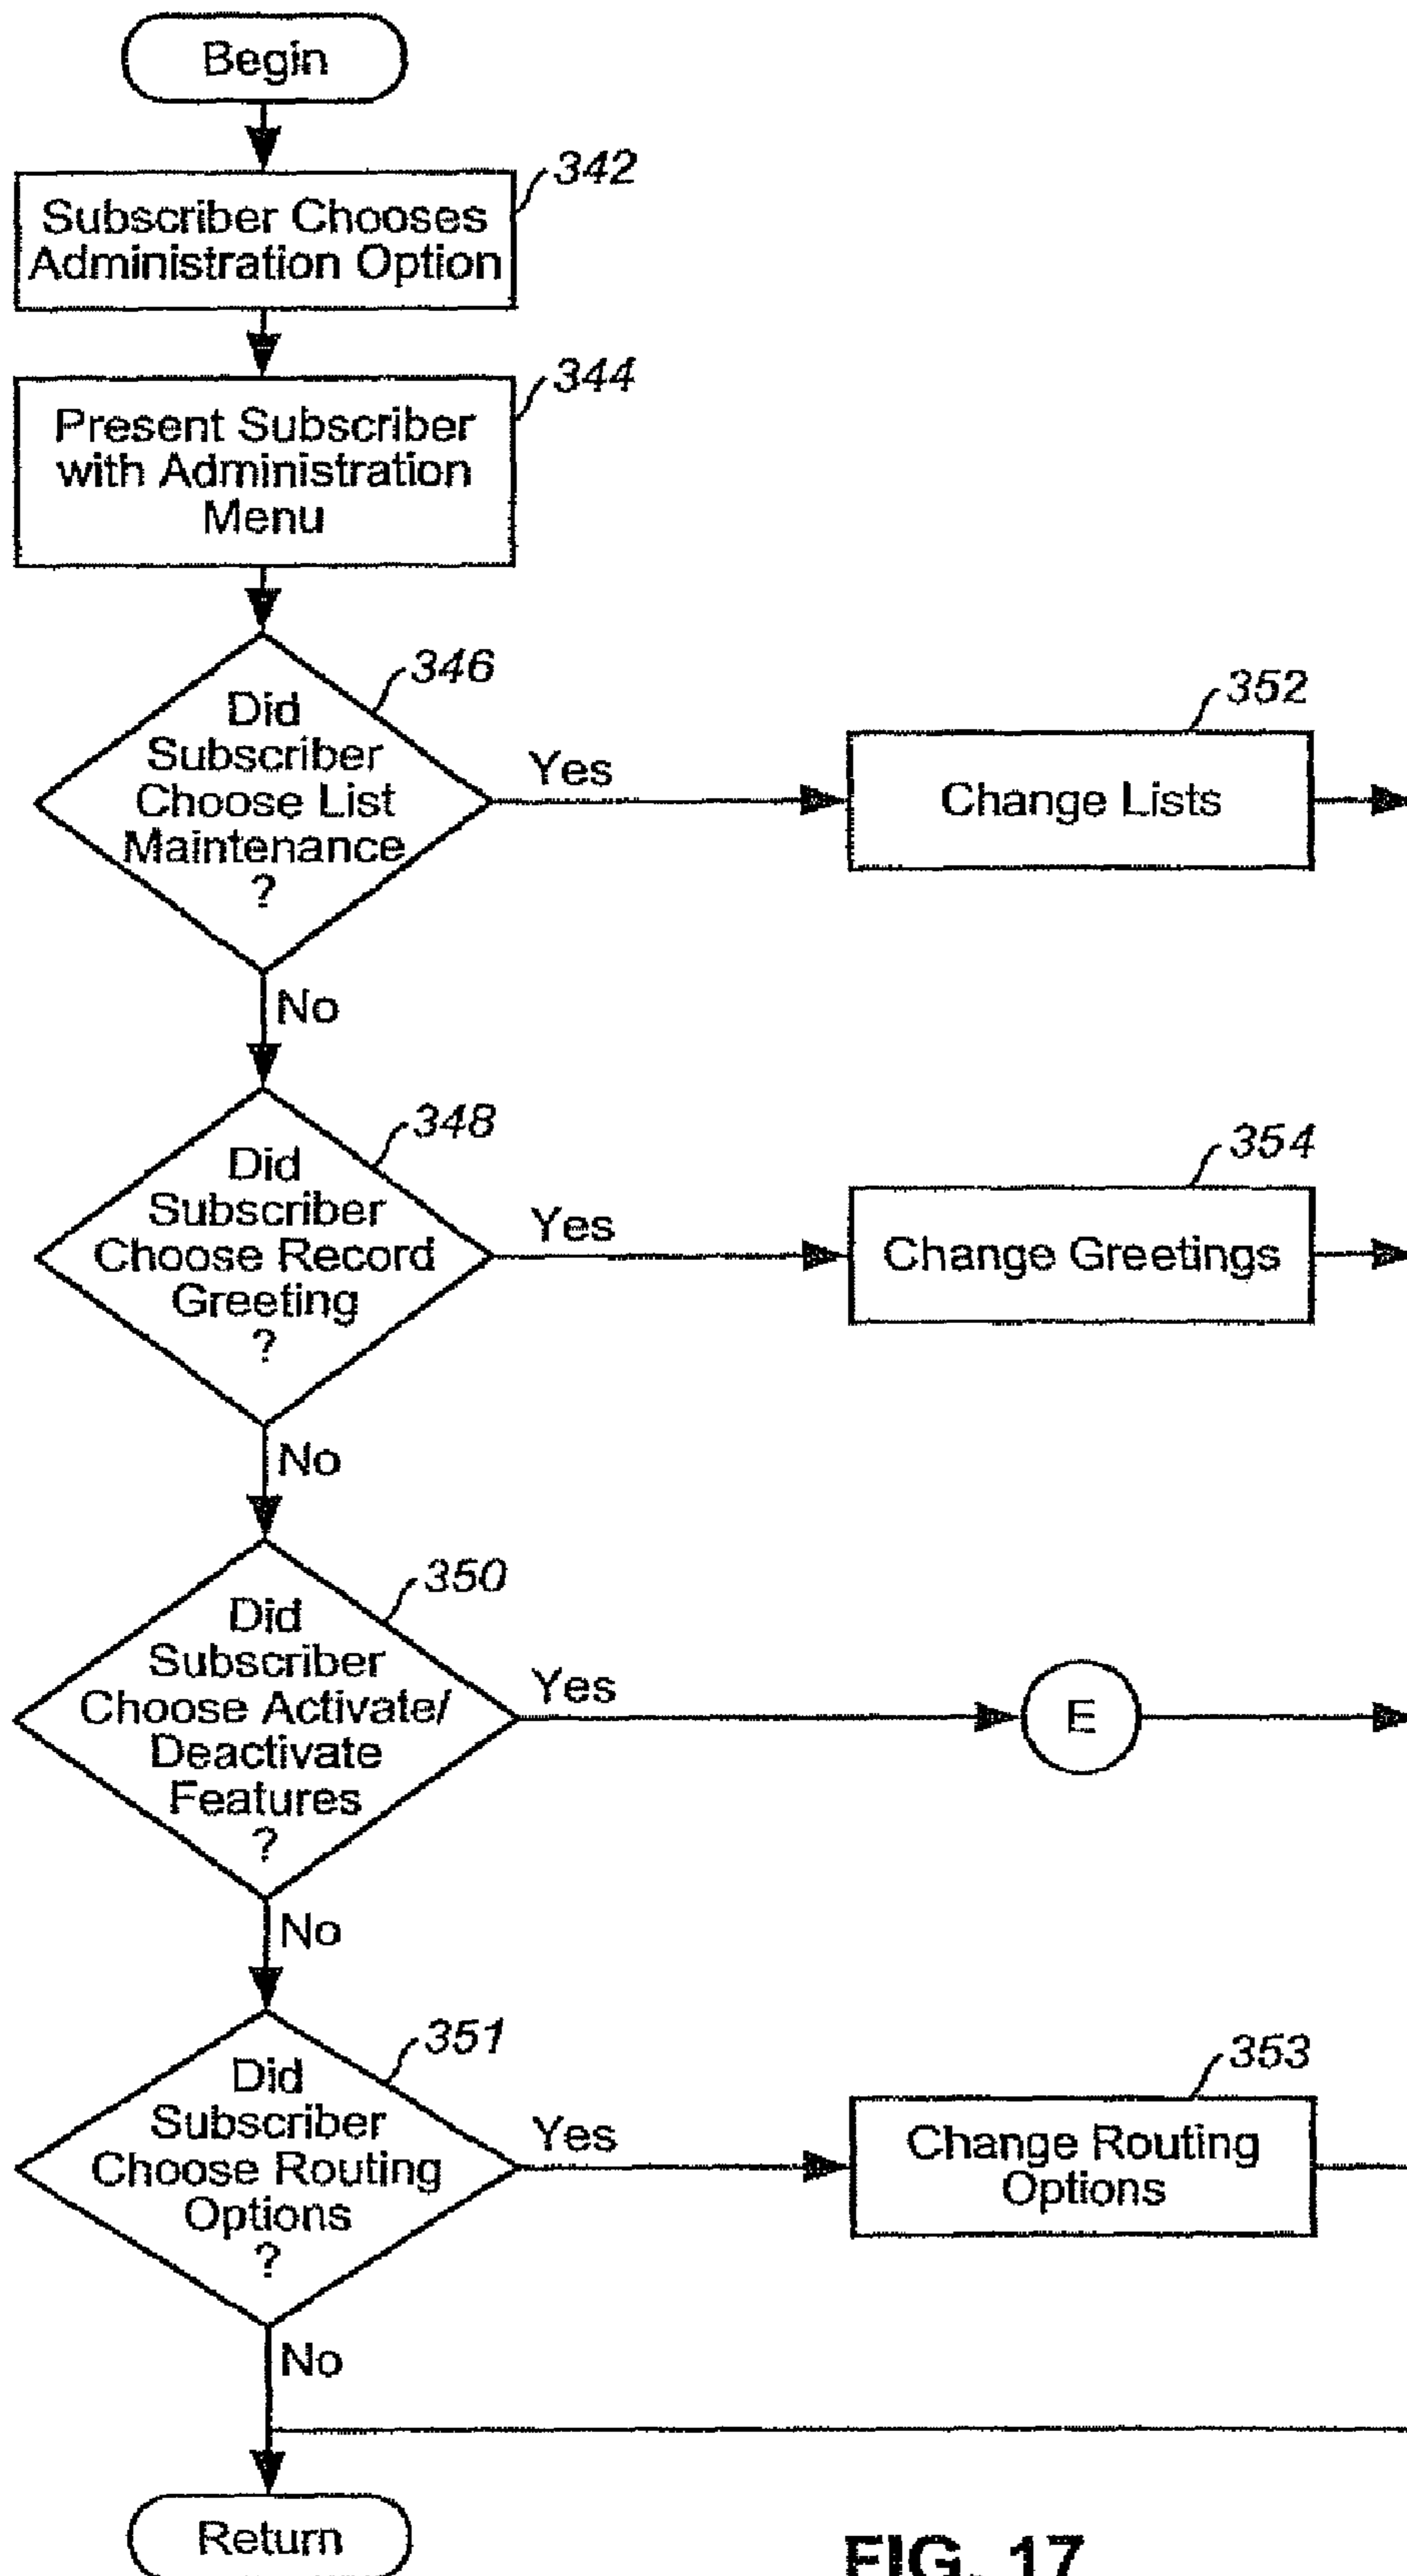 Begin
342
Subscriber Chooses
Administration Option
344
Present Subscriber
with Administration
Menu
346
Did
Subscriber
Choose List
Maintenance
?
Yes
352
Change Lists
No
348
Did
Subscriber
Choose Record
Greeting
?
Yes
354
Change Greetings
No
350
Did
Subscriber
Choose Activate/
Deactivate
Features
?
Yes
E
No
351
Did
Subscriber
Choose Routing
Options
?
Yes
353
Change Routing
Options
No
Return
FIG. 17